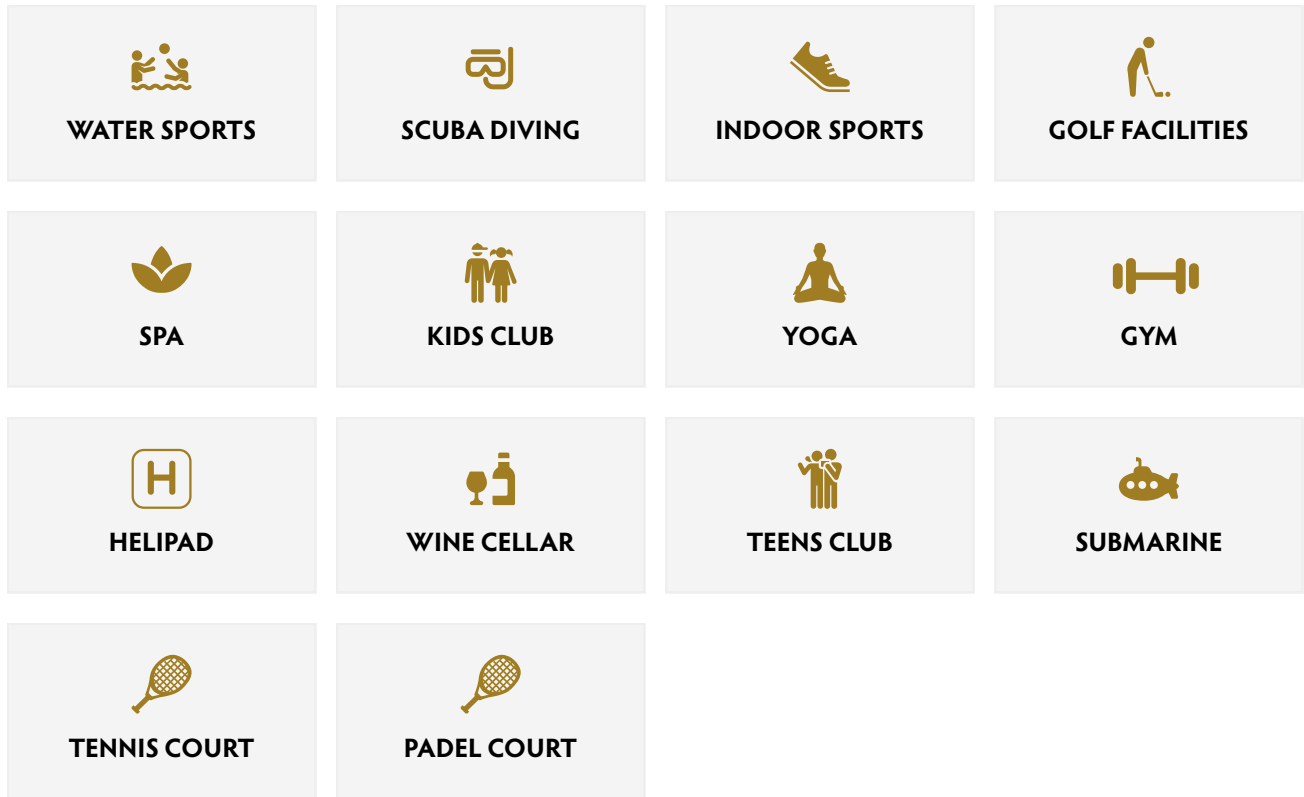 WATER SPORTS
SCUBA DIVING
INDOOR SPORTS
GOLF FACILITIES
SPA
KIDS CLUB
YOGA
GYM
H
HELIPAD
WINE CELLAR
TEENS CLUB
SUBMARINE
TENNIS COURT
PADEL COURT